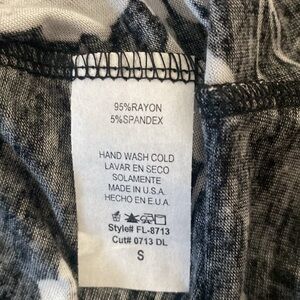 95%RAYON
5%SPANDEX
HAND WASH COLD
LAVAR EN SECO
SOLAMENTE
MADE IN U.S.A.
HECHO EN E.U.A.
Style# FL-8713
Cut# 0713 DL
S